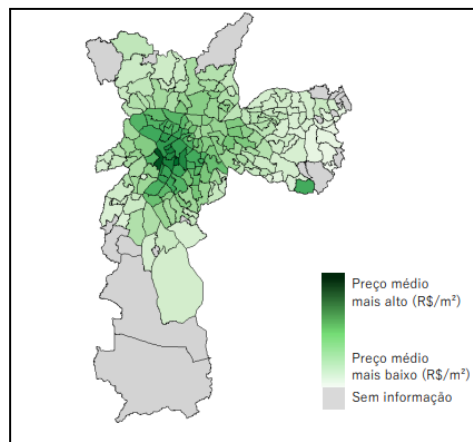 Preço médio
mais alto (R$/m²)
Preço médio
mais baixo (R$/m²)
Sem informação